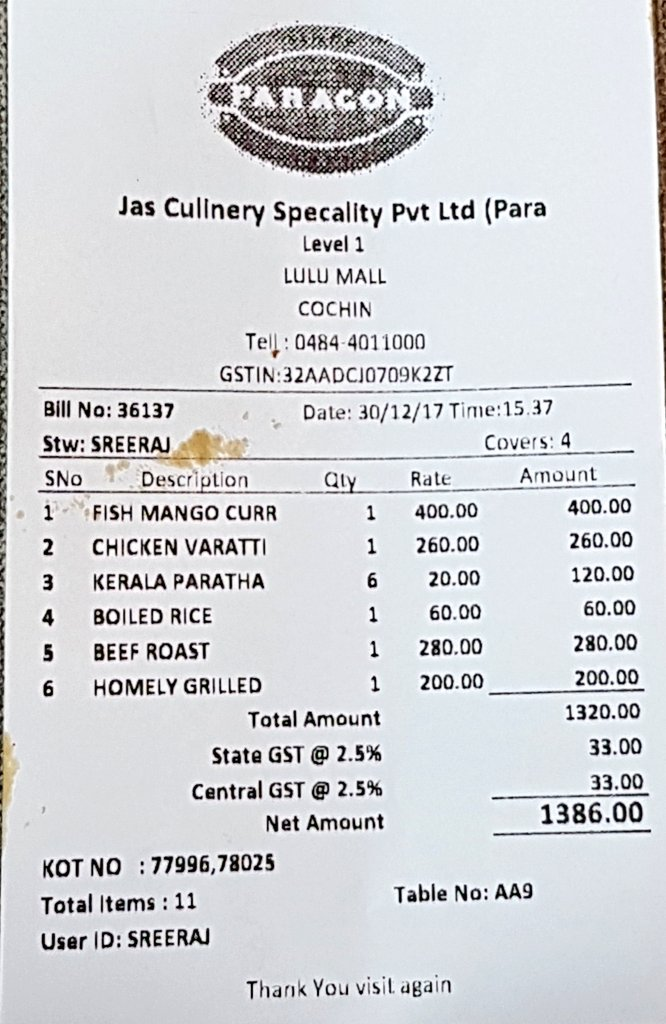 PARAGON
Jas Culinery Specality Pvt Ltd (Para
Level 1
LULU MALL
COCHIN
Tell : 0484-4011000
GSTIN:32AADCJ0709K2ZT
Bill No: 36137 Date: 30/12/17 Time:15.37
Stw: SREERAJ Covers: 4
SNo Description Qty Rate Amount
1 FISH MANGO CURR 1 400.00 400.00
2 CHICKEN VARATTI 1 260.00 260.00
3 KERALA PARATHA 6 20.00 120.00
4 BOILED RICE 1 60.00 60.00
5 BEEF ROAST 1 280.00 280.00
6 HOMELY GRILLED 1 200.00 200.00
Total Amount 1320.00
State GST @ 2.5% 33.00
Central GST @ 2.5% 33.00
Net Amount 1386.00
KOT NO : 77996,78025
Total Items : 11 Table No: AA9
User ID: SREERAJ
Thank You visit again